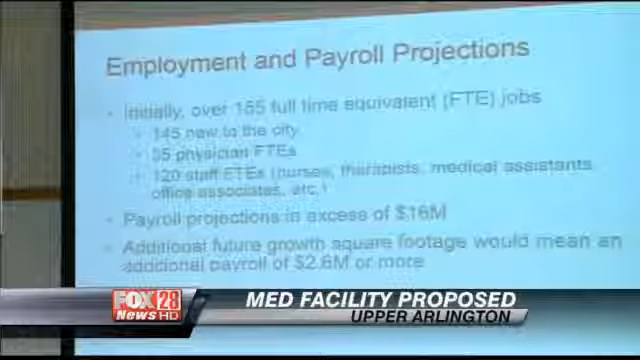 Employment and Payroll Projections
Initially, over 155 full time equivalent (FTE) jobs
145 new to the city
35 physician FTEs
120 staff FTEs (nurses, therapists, medical assistants,
office associates, etc.)
Payroll projections in excess of $16M
Additional future growth square footage would mean an
additional payroll of $2.6M or more
FOX 28
NEWS HD
MED FACILITY PROPOSED
UPPER ARLINGTON